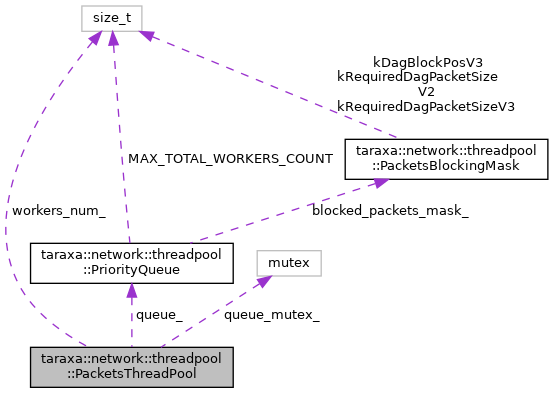 size_t
kDagBlockPosV3
kRequiredDagPacketSize
V2
kRequiredDagPacketSizeV3
MAX_TOTAL_WORKERS_COUNT
taraxa::network::threadpool
::PacketsBlockingMask
workers_num_
blocked_packets_mask_
taraxa::network::threadpool
::PriorityQueue
mutex
queue_
queue_mutex_
taraxa::network::threadpool
::PacketsThreadPool